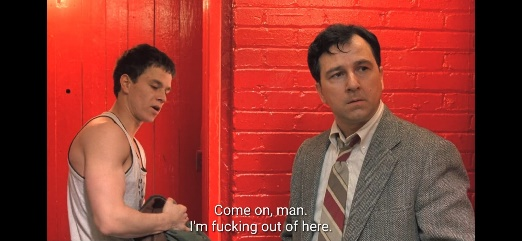 Come on, man.
I'm fucking out of here.